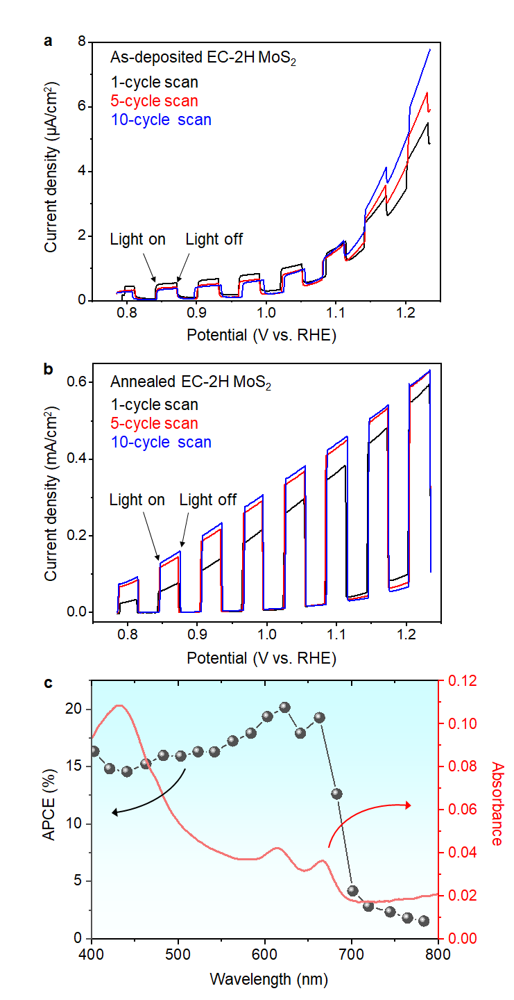 a
As-deposited EC-2H MoS₂
1-cycle scan
5-cycle scan
10-cycle scan
Light on
Light off
8
6
4
2
0
Current density (µA/cm²)
0.8 0.9 1.0 1.1 1.2
Potential (V vs. RHE)
b
Annealed EC-2H MoS₂
1-cycle scan
5-cycle scan
10-cycle scan
Light on
Light off
0.6
0.4
0.2
0.0
Current density (mA/cm²)
0.8 0.9 1.0 1.1 1.2
Potential (V vs. RHE)
c
20
15
10
5
0
APCE (%)
0.12
0.10
0.08
0.06
0.04
0.02
0.00
Absorbance
400 500 600 700 800
Wavelength (nm)